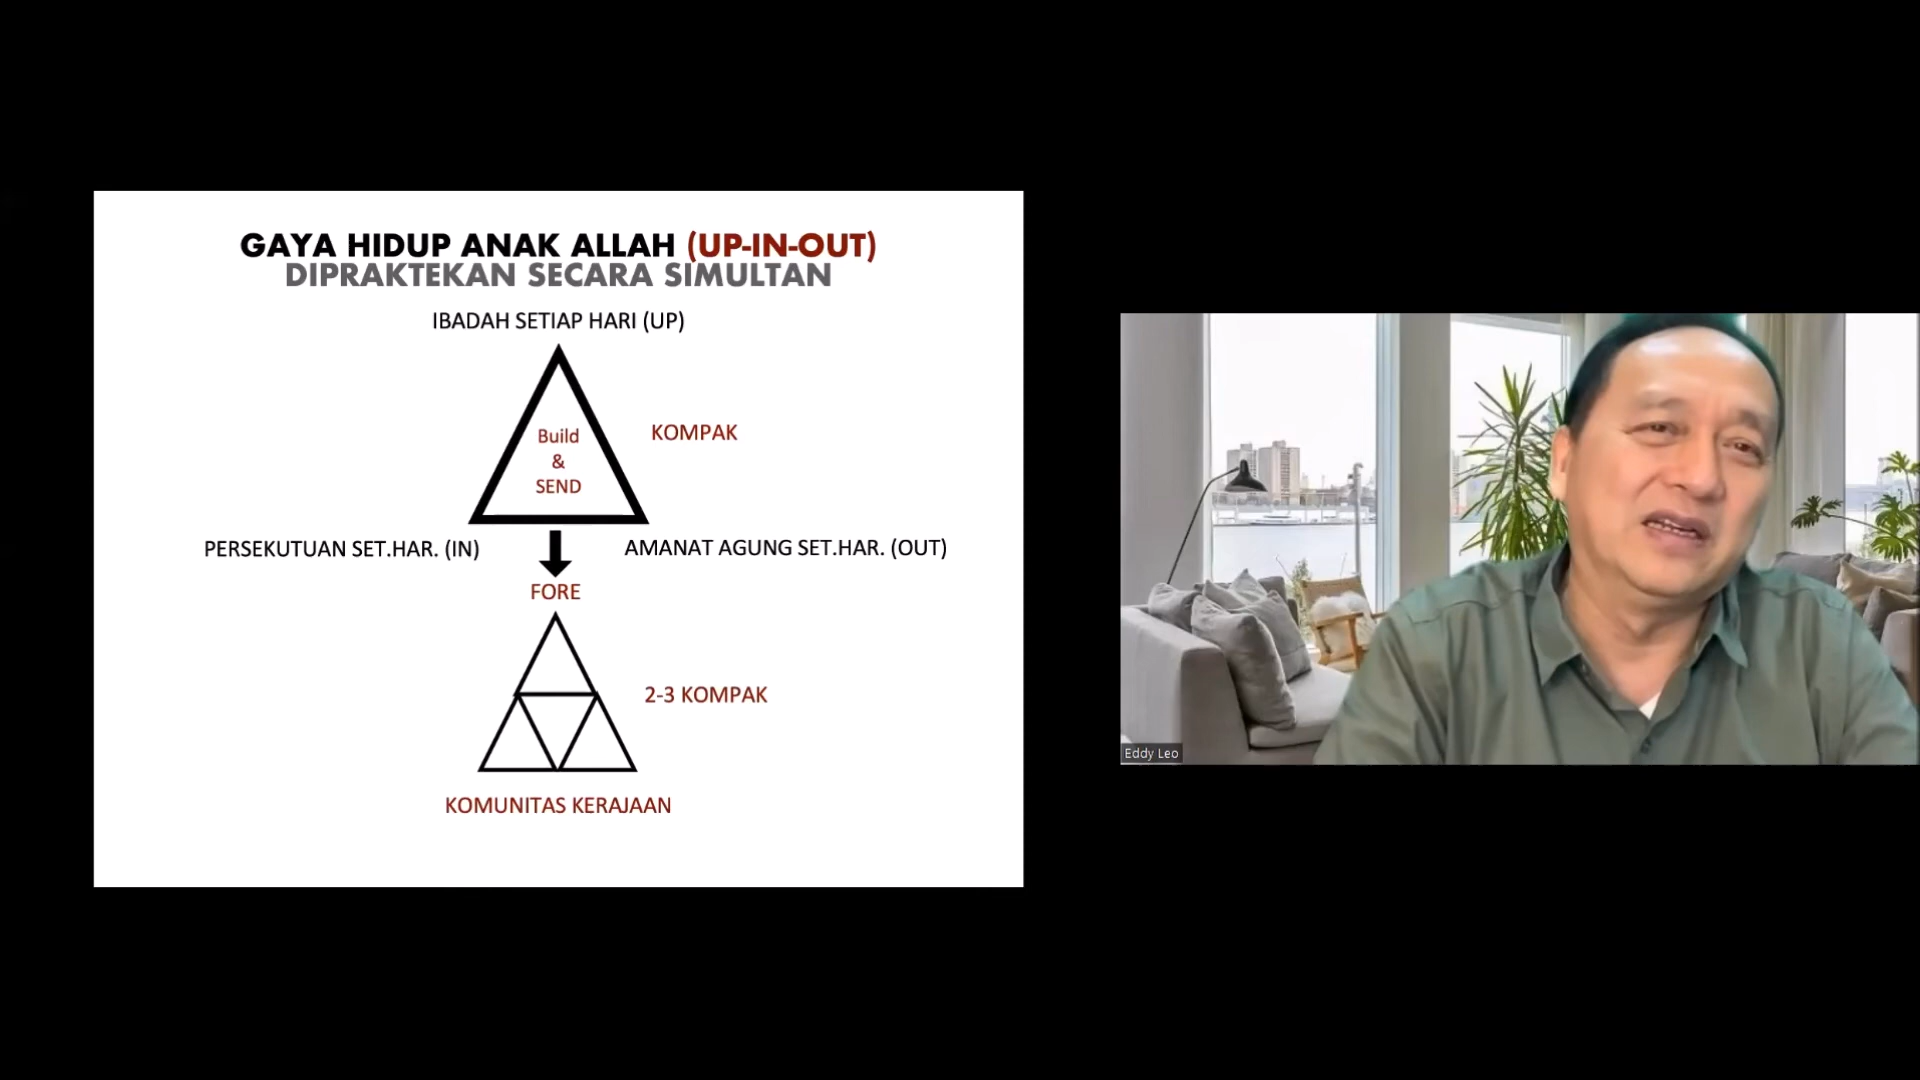 GAYA HIDUP ANAK ALLAH (UP-IN-OUT)
DIPRAKTEKAN SECARA SIMULTAN
IBADAH SETIAP HARI (UP)
Build
&
SEND
KOMPAK
PERSEKUTUAN SET.HAR. (IN)
AMANAT AGUNG SET.HAR. (OUT)
FORE
2-3 KOMPAK
KOMUNITAS KERAJAAN
Eddy Leo